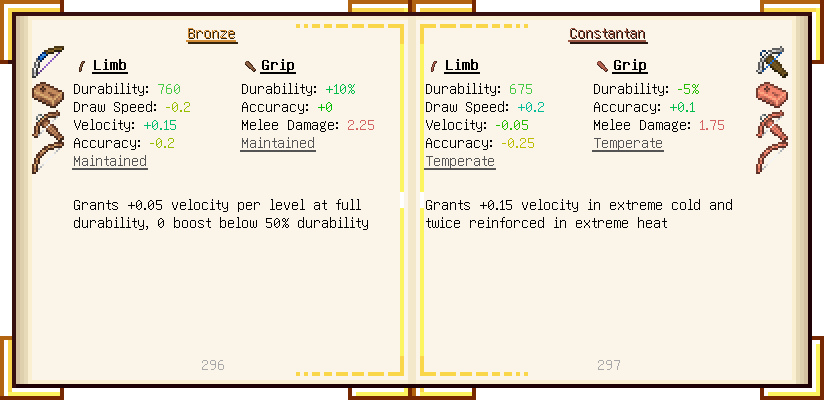 Bronze
Limb
Durability: 760
Draw Speed: -0.2
Velocity: +0.15
Accuracy: -0.2
Maintained
Grip
Durability: +10%
Accuracy: +0
Melee Damage: 2.25
Maintained
Grants +0.05 velocity per level at full
durability, 0 boost below 50% durability
296
Constantan
Limb
Durability: 675
Draw Speed: +0.2
Velocity: -0.05
Accuracy: -0.25
Temperate
Grip
Durability: -5%
Accuracy: +0.1
Melee Damage: 1.75
Temperate
Grants +0.15 velocity in extreme cold and
twice reinforced in extreme heat
297